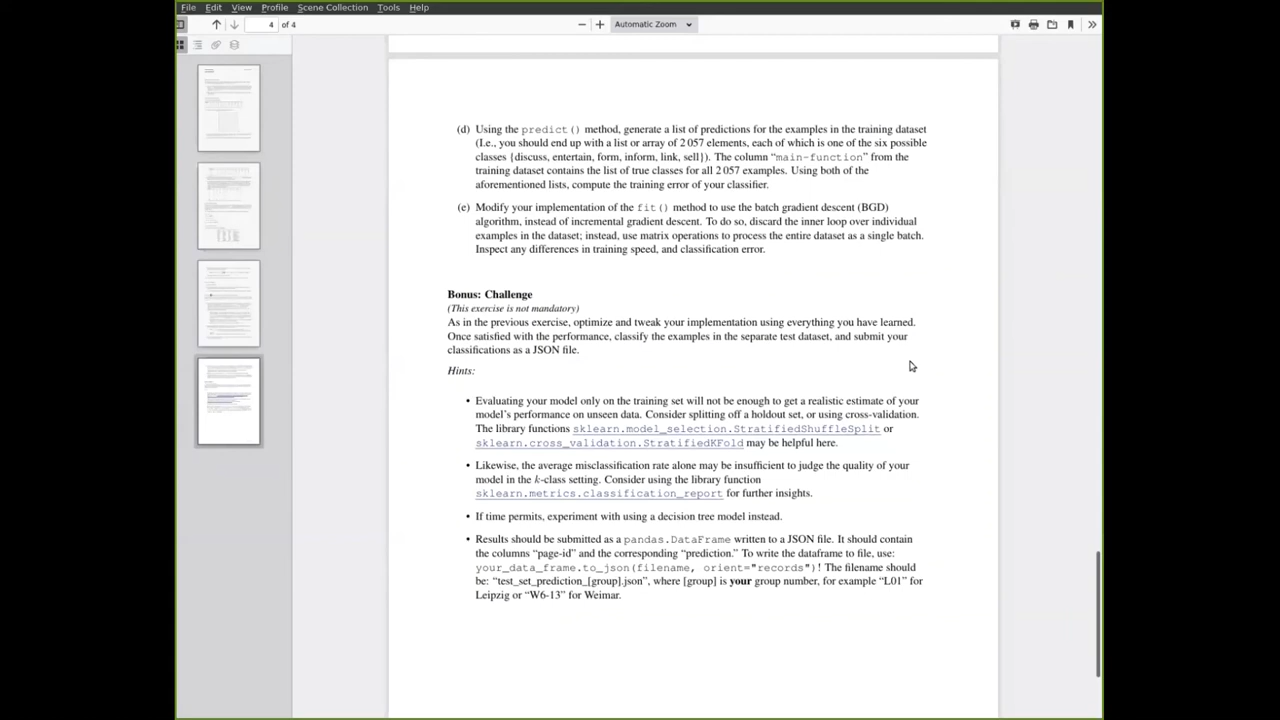 File Edit View Profile Scene Collection Tools Help
4 of 4 Automatic Zoom
(d) Using the predict() method, generate a list of predictions for the examples in the training dataset
(I.e., you should end up with a list or array of 2 057 elements, each of which is one of the six possible
classes {discuss, entertain, form, inform, link, sell}). The column “main-function” from the
training dataset contains the list of true classes for all 2 057 examples. Using both of the
aforementioned lists, compute the training error of your classifier.
(e) Modify your implementation of the fit() method to use the batch gradient descent (BGD)
algorithm, instead of incremental gradient descent. To do so, discard the inner loop over individual
examples in the dataset; instead, use matrix operations to process the entire dataset as a single batch.
Inspect any differences in training speed, and classification error.
Bonus: Challenge
(This exercise is not mandatory)
As in the previous exercise, optimize and tweak your implementation using everything you have learned.
Once satisfied with the performance, classify the examples in the separate test dataset, and submit your
classifications as a JSON file.
Hints:
• Evaluating your model only on the training set will not be enough to get a realistic estimate of your
model’s performance on unseen data. Consider splitting off a holdout set, or using cross-validation.
The library functions sklearn.model_selection.StratifiedShuffleSplit or
sklearn.cross_validation.StratifiedKFold may be helpful here.
• Likewise, the average misclassification rate alone may be insufficient to judge the quality of your
model in the k-class setting. Consider using the library function
sklearn.metrics.classification_report for further insights.
• If time permits, experiment with using a decision tree model instead.
• Results should be submitted as a pandas.DataFrame written to a JSON file. It should contain
the columns “page-id” and the corresponding “prediction.” To write the dataframe to file, use:
your_data_frame.to_json(filename, orient="records")! The filename should
be: “test_set_prediction_[group].json”, where [group] is your group number, for example “L01” for
Leipzig or “W6-13” for Weimar.